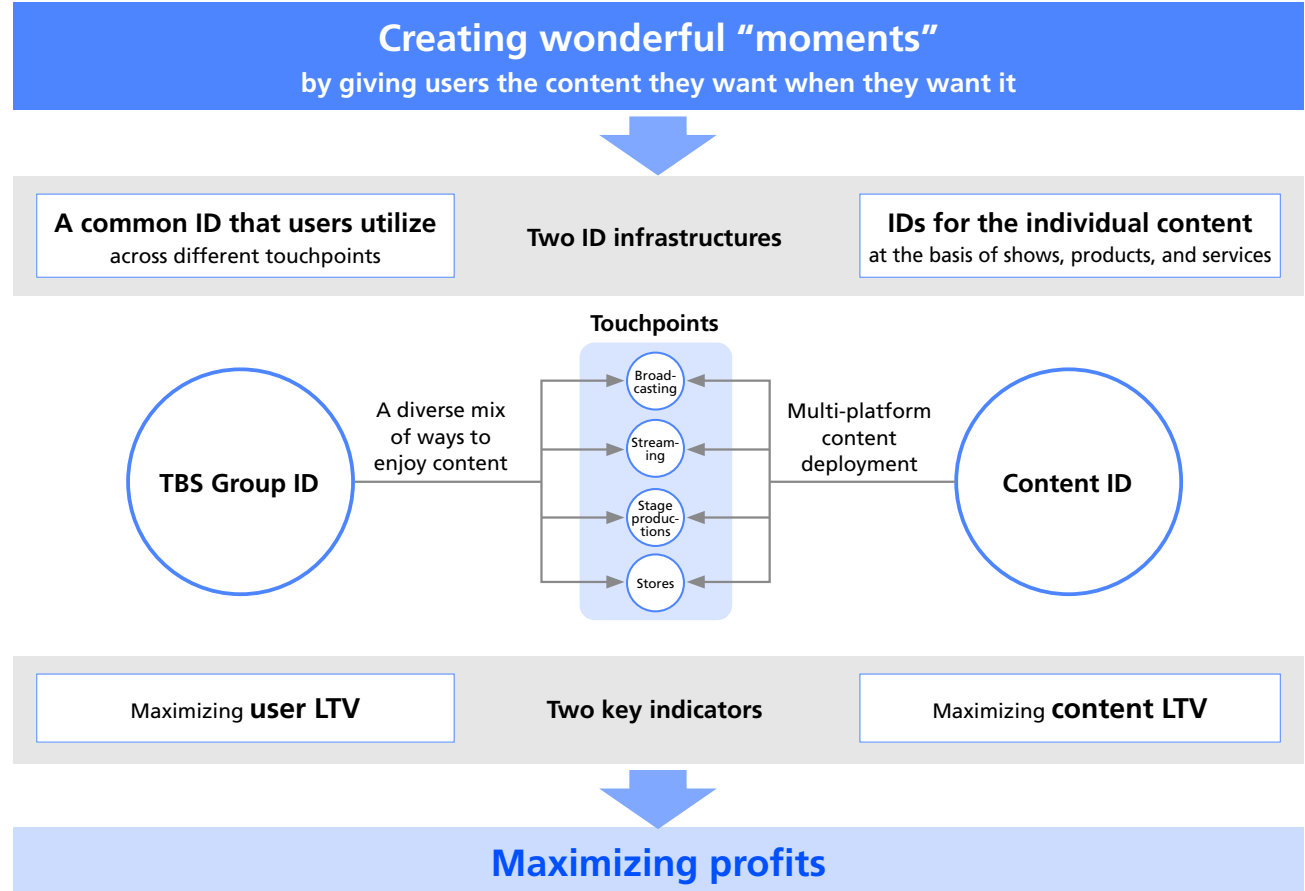 Creating wonderful “moments”
by giving users the content they want when they want it
A common ID that users utilize
across different touchpoints
Two ID infrastructures
IDs for the individual content
at the basis of shows, products, and services
Touchpoints
TBS Group ID
A diverse mix
of ways to
enjoy content
Broad-
casting
Stream-
ing
Stage
produc-
tions
Stores
Multi-platform
content
deployment
Content ID
Maximizing user LTV
Two key indicators
Maximizing content LTV
Maximizing profits